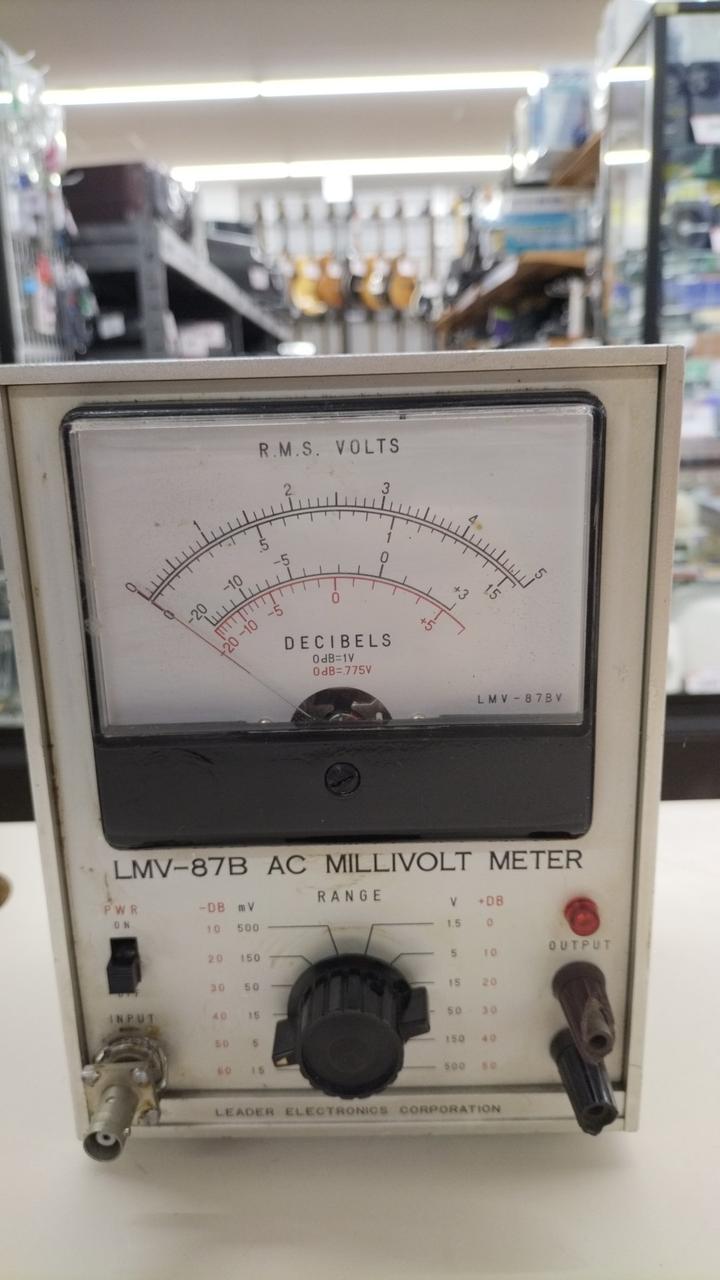 R.M.S. VOLTS
0 1 2 3 4 5
0 .5 1 1.5
-20 -10 -5 0 +3
-20 -10 -5 0 +5
DECIBELS
0dB=1V
0dB=.775V
LMV-87BV
LMV-87B AC MILLIVOLT METER
RANGE
PWR
ON
-DB mV V +DB
10 500 1.5 0
20 150 5 10
30 50 15 20
40 15 50 30
50 5 150 40
60 1.5 500 50
OUTPUT
INPUT
LEADER ELECTRONICS CORPORATION